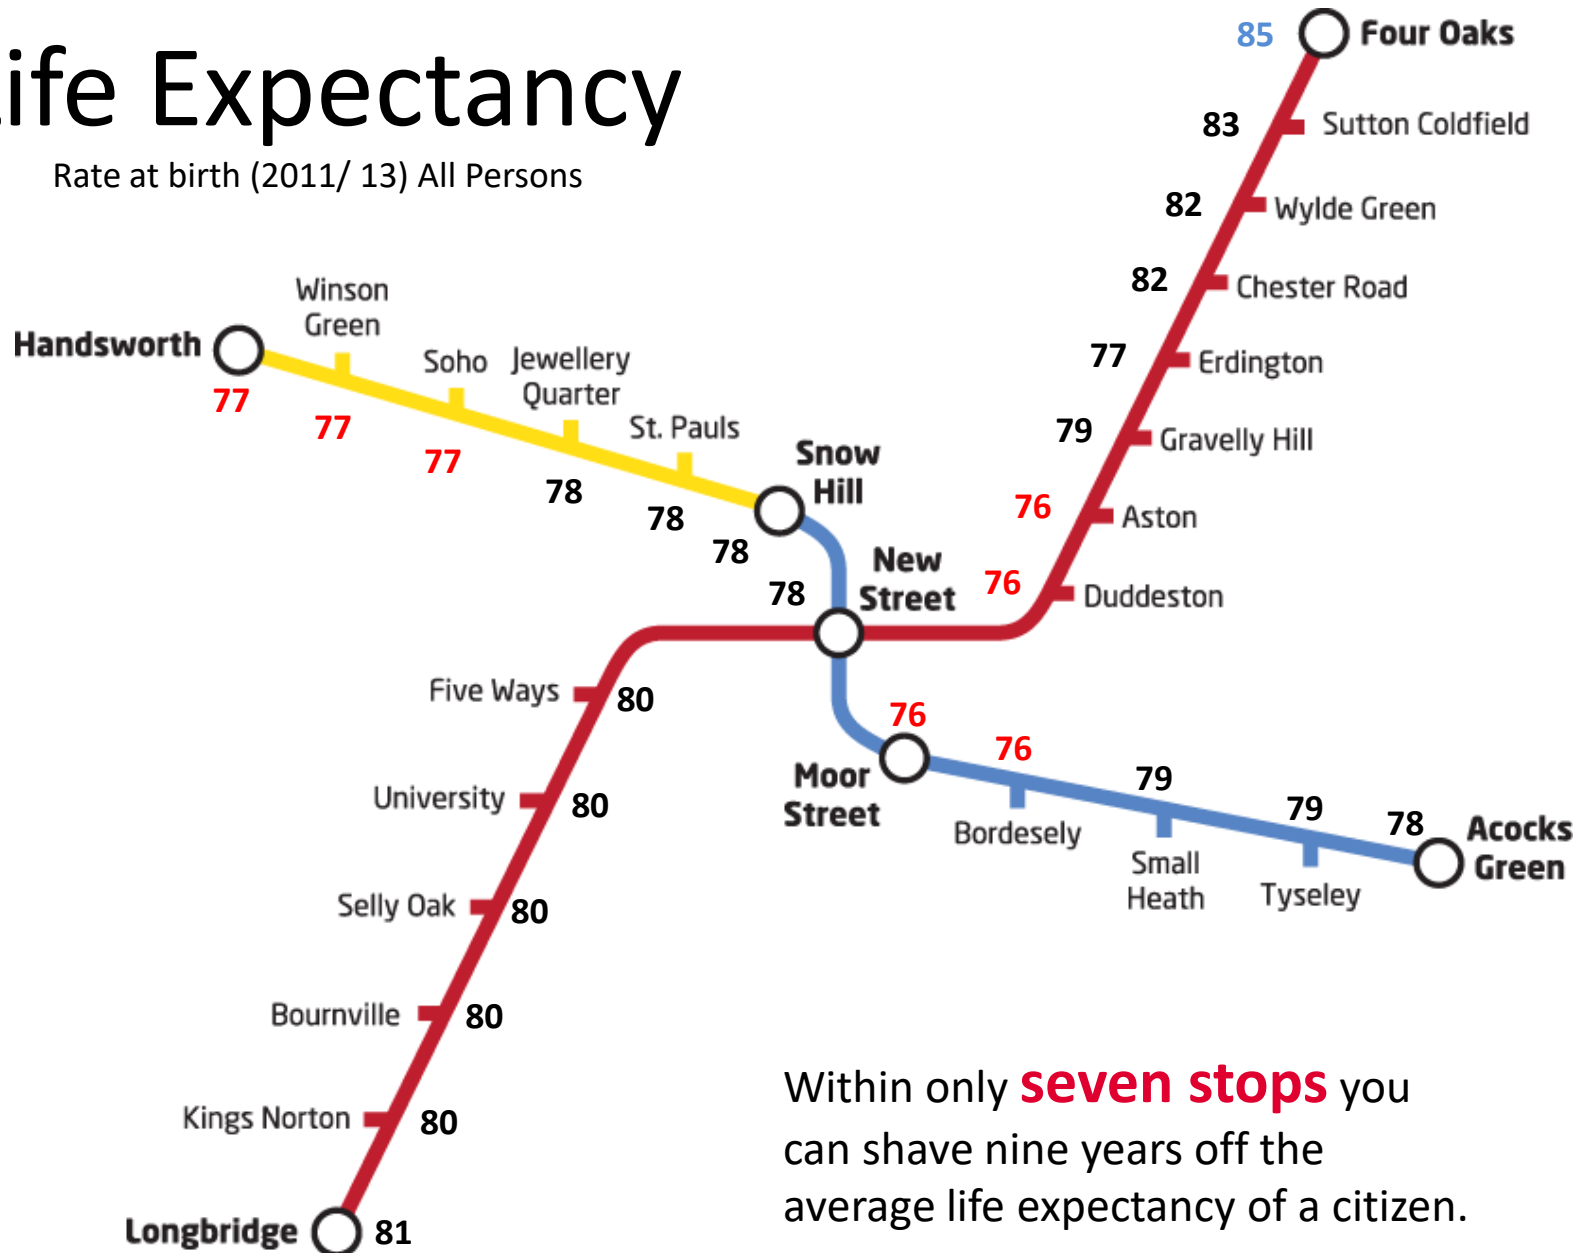 ife Expectancy
Rate at birth (2011/ 13) All Persons
85 Four Oaks
83 Sutton Coldfield
82 Wylde Green
82 Chester Road
77 Erdington
79 Gravelly Hill
76 Aston
76 Duddeston
Handsworth
77
Winson
Green
77
Soho
77
Jewellery
Quarter
78
St. Pauls
78
Snow
Hill
78
New
Street
78
Five Ways 80
University 80
Selly Oak 80
Bournville 80
Kings Norton 80
Longbridge 81
76
Moor
Street
76
Bordesely
79
Small
Heath
79
Tyseley
78
Acocks
Green
Within only seven stops you
can shave nine years off the
average life expectancy of a citizen.